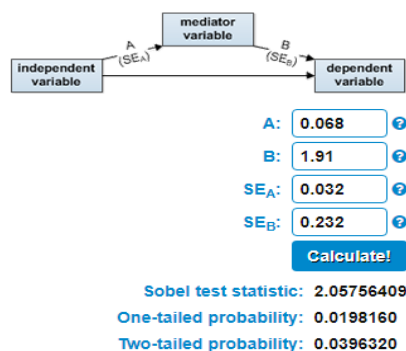 mediator
variable
A
(SEA)
B
(SEB)
independent
variable
dependent
variable
A: 0.068 ?
B: 1.91 ?
SEA: 0.032 ?
SEB: 0.232 ?
Calculate!
Sobel test statistic: 2.05756409
One-tailed probability: 0.0198160
Two-tailed probability: 0.0396320